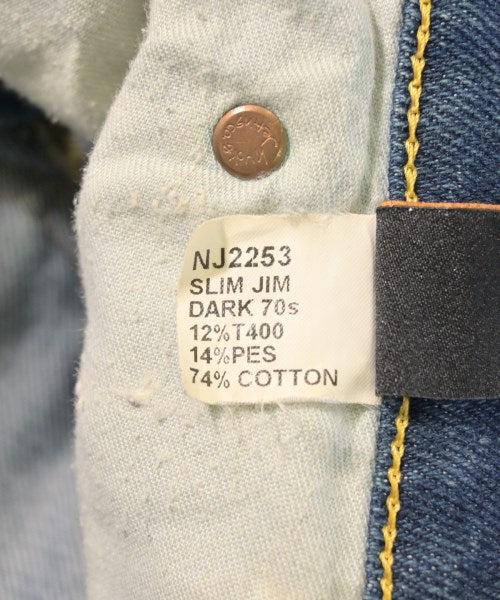 NJ2253
SLIM JIM
DARK 70s
12%T400
14%PES
74% COTTON